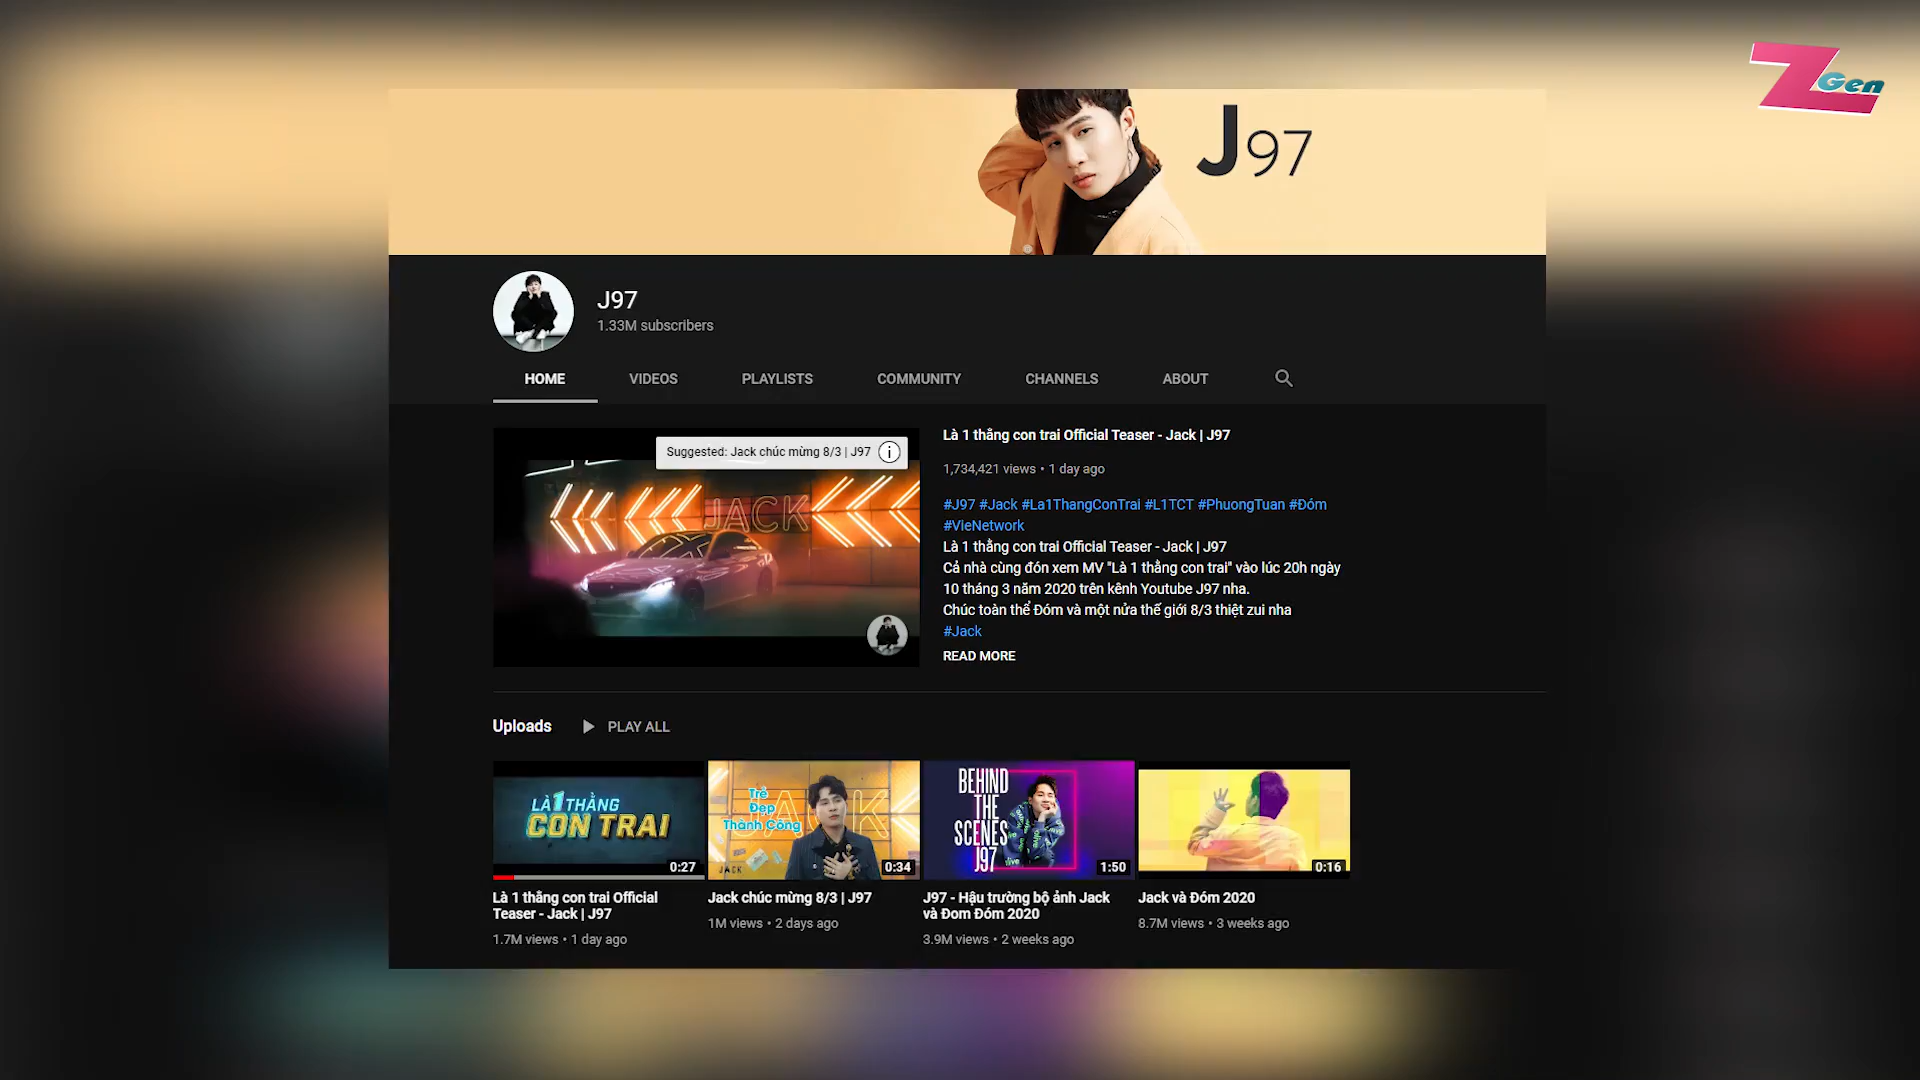 Z Gen
J97
J97
1.33M subscribers
HOME VIDEOS PLAYLISTS COMMUNITY CHANNELS ABOUT
Suggested: Jack chúc mừng 8/3 | J97
JACK
Là 1 thằng con trai Official Teaser - Jack | J97
1,734,421 views • 1 day ago
#J97 #Jack #La1ThangConTrai #L1TCT #PhuongTuan #Đóm
#VieNetwork
Là 1 thằng con trai Official Teaser - Jack | J97
Cả nhà cùng đón xem MV "Là 1 thằng con trai" vào lúc 20h ngày
10 tháng 3 năm 2020 trên kênh Youtube J97 nha.
Chúc toàn thể Đóm và một nửa thế giới 8/3 thiệt zui nha
#Jack
READ MORE
Uploads PLAY ALL
LÀ 1 THẰNG
CON TRAI
0:27
Là 1 thằng con trai Official
Teaser - Jack | J97
1.7M views • 1 day ago
JACK
Trẻ
Đẹp
Thành Công
JACK
0:34
Jack chúc mừng 8/3 | J97
1M views • 2 days ago
BEHIND
THE
SCENES
J97
1:50
J97 - Hậu trường bộ ảnh Jack
và Đom Đóm 2020
3.9M views • 2 weeks ago
0:16
Jack và Đóm 2020
8.7M views • 3 weeks ago